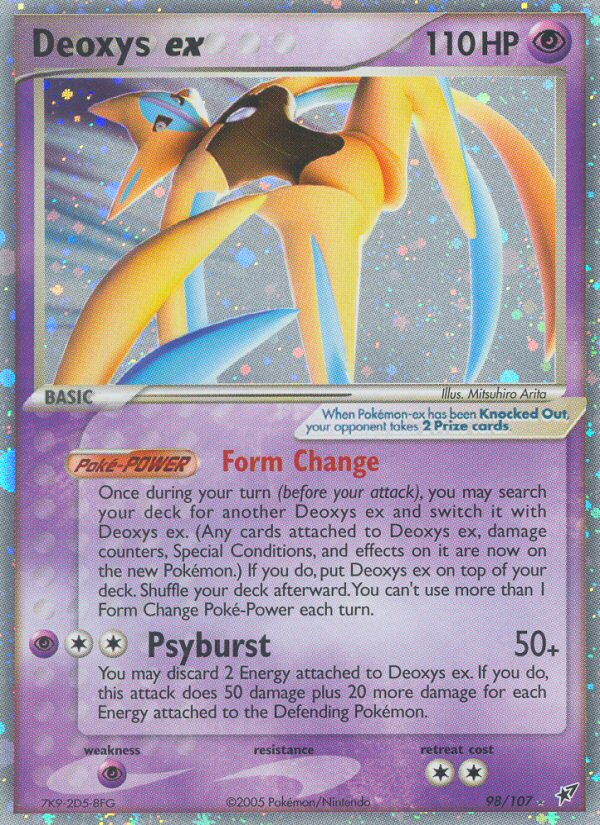 Deoxys ex
110 HP
BASIC
Illus. Mitsuhiro Arita
When Pokémon-ex has been Knocked Out,
your opponent takes 2 Prize cards.
Poké-POWER Form Change
Once during your turn (before your attack), you may search
your deck for another Deoxys ex and switch it with
Deoxys ex. (Any cards attached to Deoxys ex, damage
counters, Special Conditions, and effects on it are now on
the new Pokémon.) If you do, put Deoxys ex on top of your
deck. Shuffle your deck afterward. You can't use more than 1
Form Change Poké-Power each turn.
Psyburst 50+
You may discard 2 Energy attached to Deoxys ex. If you do,
this attack does 50 damage plus 20 more damage for each
Energy attached to the Defending Pokémon.
weakness resistance retreat cost
7K9-2D5-8FG ©2005 Pokémon/Nintendo 98/107